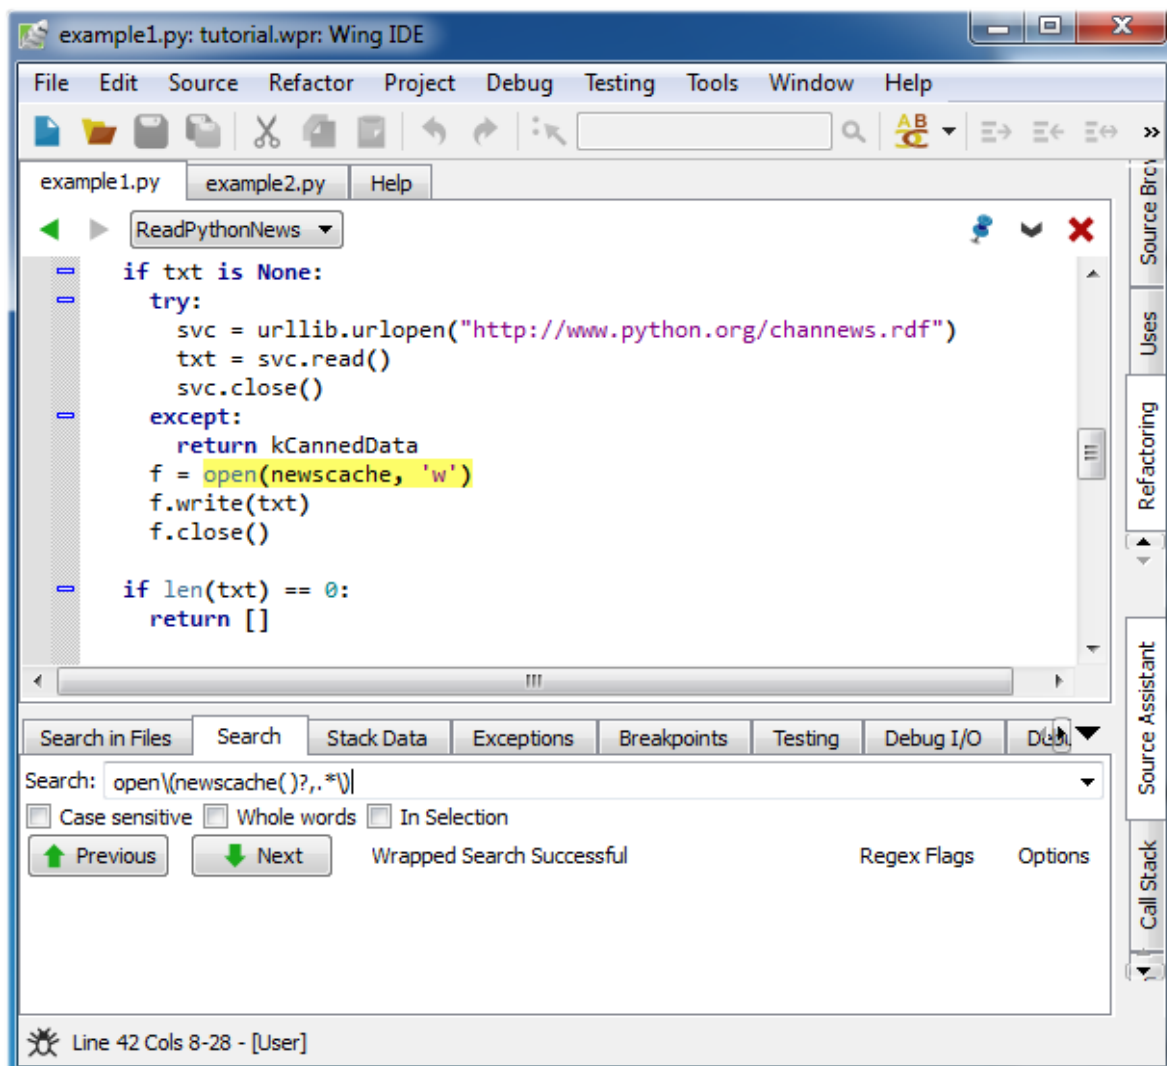 example1.py: tutorial.wpr: Wing IDE
File Edit Source Refactor Project Debug Testing Tools Window Help
example1.py example2.py Help
ReadPythonNews
if txt is None:
try:
svc = urllib.urlopen("http://www.python.org/channews.rdf")
txt = svc.read()
svc.close()
except:
return kCannedData
f = open(newscache, 'w')
f.write(txt)
f.close()
if len(txt) == 0:
return []
Source
Uses
Refactoring
Source Assistant
Call Stack
Search in Files Search Stack Data Exceptions Breakpoints Testing Debug I/O
Search: open\(newscache()?,.*\)
Case sensitive Whole words In Selection
Previous Next Wrapped Search Successful Regex Flags Options
Line 42 Cols 8-28 - [User]